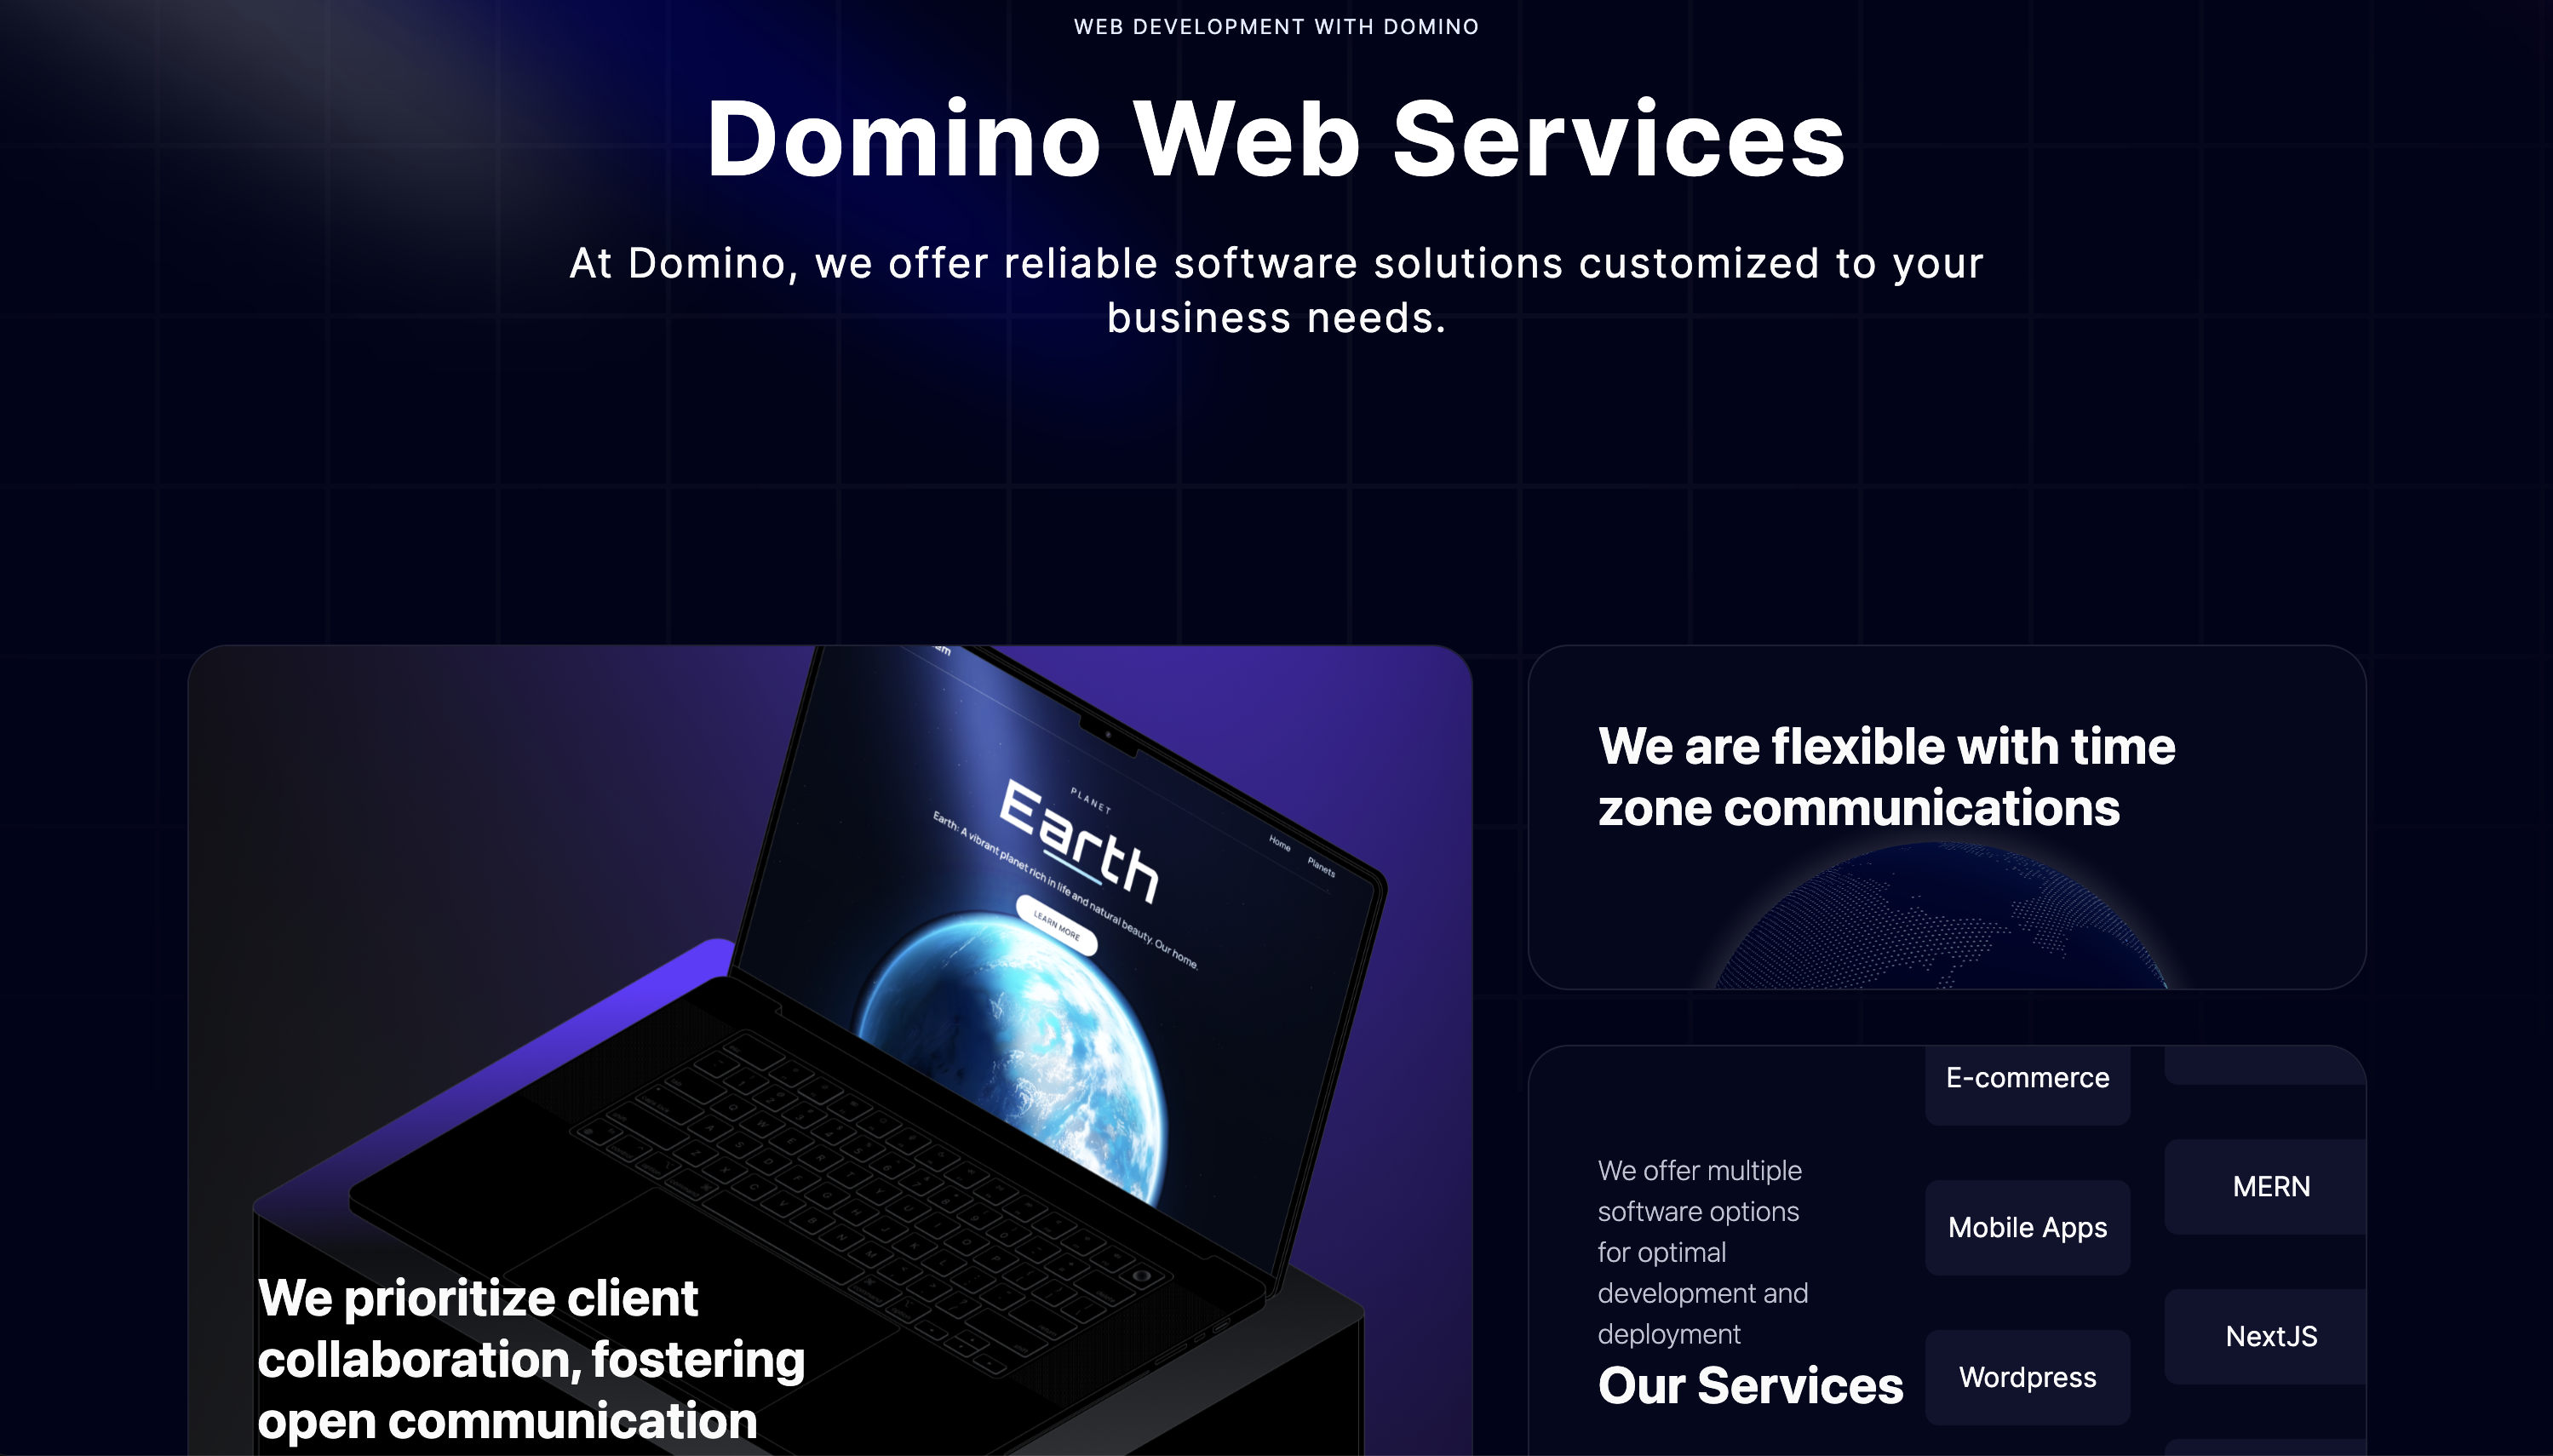 WEB DEVELOPMENT WITH DOMINO
Domino Web Services
At Domino, we offer reliable software solutions customized to your
business needs.
PLANET
Earth
Earth: A vibrant planet rich in life and natural beauty. Our home.
LEARN MORE
Home
Planets
We prioritize client
collaboration, fostering
open communication
We are flexible with time
zone communications
We offer multiple
software options
for optimal
development and
deployment
Our Services
E-commerce
Mobile Apps
Wordpress
MERN
NextJS